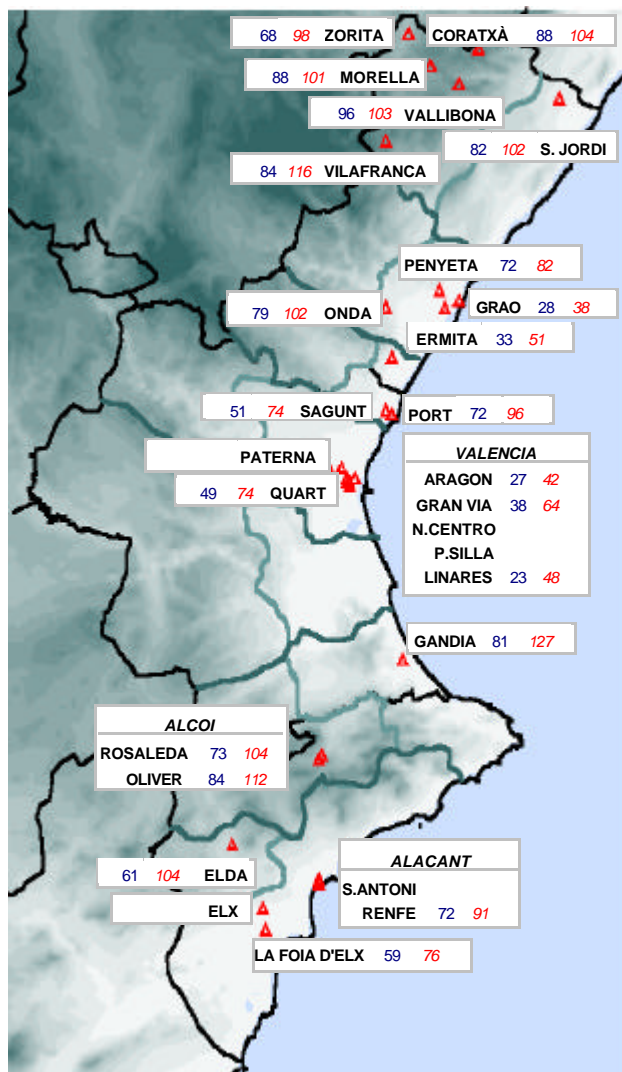 68 98 ZORITA
CORATXÀ 88 104
88 101 MORELLA
96 103 VALLIBONA
82 102 S. JORDI
84 116 VILAFRANCA
PENYETA 72 82
79 102 ONDA
GRAO 28 38
ERMITA 33 51
51 74 SAGUNT
PORT 72 96
PATERNA
49 74 QUART
VALENCIA
ARAGON 27 42
GRAN VIA 38 64
N.CENTRO
P.SILLA
LINARES 23 48
GANDIA 81 127
ALCOI
ROSALEDA 73 104
OLIVER 84 112
61 104 ELDA
ELX
ALACANT
S.ANTONI
RENFE 72 91
LA FOIA D'ELX 59 76